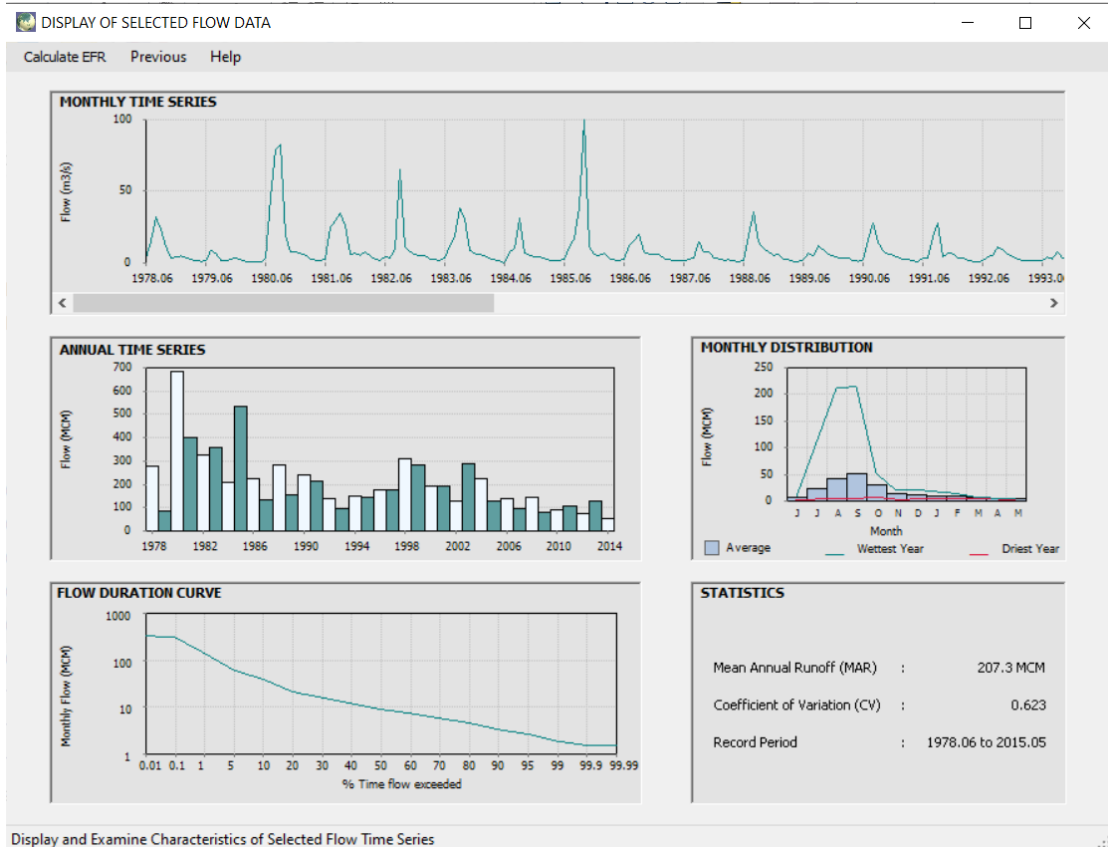 DISPLAY OF SELECTED FLOW DATA
Calculate EFR Previous Help
MONTHLY TIME SERIES
100
50
0
Flow (m3/s)
1978.06 1979.06 1980.06 1981.06 1982.06 1983.06 1984.06 1985.06 1986.06 1987.06 1988.06 1989.06 1990.06 1991.06 1992.06 1993.0
ANNUAL TIME SERIES
700
600
500
400
300
200
100
0
Flow (MCM)
1978 1982 1986 1990 1994 1998 2002 2006 2010 2014
MONTHLY DISTRIBUTION
250
200
150
100
50
0
Flow (MCM)
J J A S O N D J F M A M
Month
Average Wettest Year Driest Year
FLOW DURATION CURVE
1000
100
10
1
Monthly Flow (MCM)
0.01 0.1 1 5 10 20 30 40 50 60 70 80 90 95 99 99.9 99.99
% Time flow exceeded
STATISTICS
Mean Annual Runoff (MAR) : 207.3 MCM
Coefficient of Variation (CV) : 0.623
Record Period : 1978.06 to 2015.05
Display and Examine Characteristics of Selected Flow Time Series